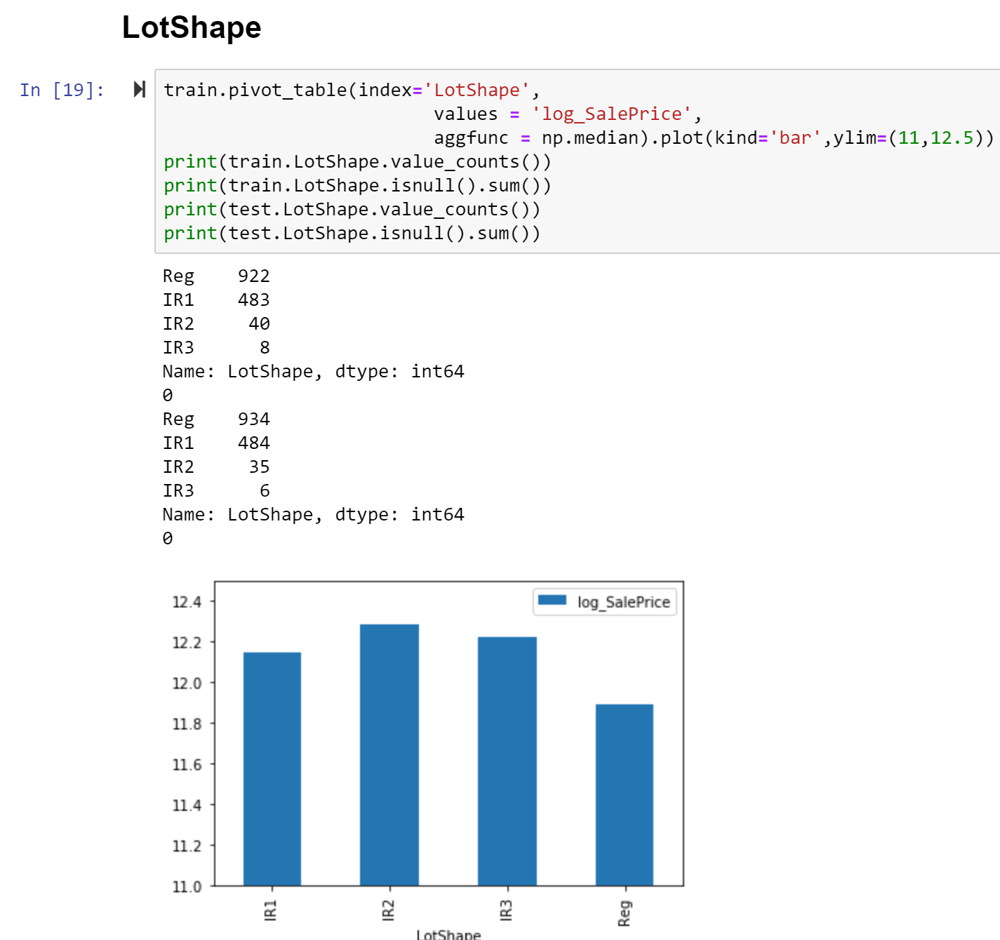 LotShape
In [19]:
train.pivot_table(index='LotShape',
values = 'log_SalePrice',
aggfunc = np.median).plot(kind='bar',ylim=(11,12.5))
print(train.LotShape.value_counts())
print(train.LotShape.isnull().sum())
print(test.LotShape.value_counts())
print(test.LotShape.isnull().sum())
Reg 922
IR1 483
IR2 40
IR3 8
Name: LotShape, dtype: int64
0
Reg 934
IR1 484
IR2 35
IR3 6
Name: LotShape, dtype: int64
0
log_SalePrice
12.4
12.2
12.0
11.8
11.6
11.4
11.2
11.0
IR1
IR2
IR3
Reg
LotShape